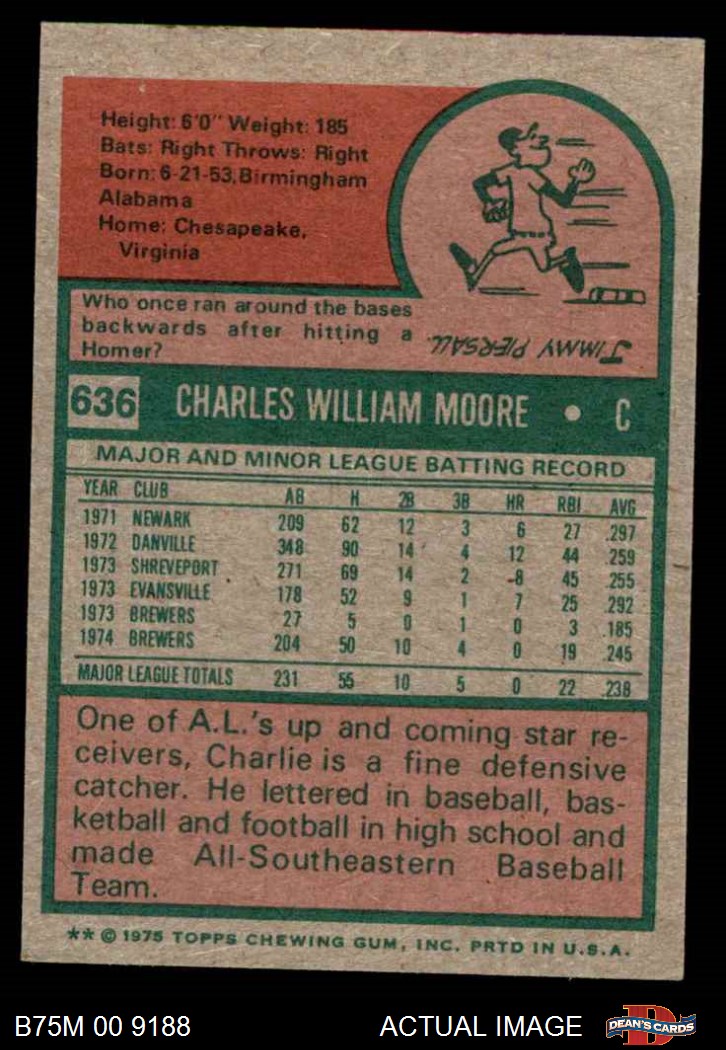 Height: 6'0" Weight: 185
Bats: Right Throws: Right
Born: 6-21-53, Birmingham
Alabama
Home: Chesapeake,
Virginia
Who once ran around the bases
backwards after hitting a
Homer?
JIMMY PIERSALL.
636 CHARLES WILLIAM MOORE • C
MAJOR AND MINOR LEAGUE BATTING RECORD
YEAR CLUB AB H 2B 3B HR RBI AVG
1971 NEWARK 209 62 12 3 6 27 .297
1972 DANVILLE 348 90 14 4 12 44 .259
1973 SHREVEPORT 271 69 14 2 8 45 .255
1973 EVANSVILLE 178 52 9 1 7 25 .292
1973 BREWERS 27 5 0 1 0 3 .185
1974 BREWERS 204 50 10 4 0 19 .245
MAJOR LEAGUE TOTALS 231 55 10 5 0 22 .238
One of A.L.'s up and coming star re-
ceivers, Charlie is a fine defensive
catcher. He lettered in baseball, bas-
ketball and football in high school and
made All-Southeastern Baseball
Team.
** © 1975 TOPPS CHEWING GUM, INC. PRTD IN U.S.A.
B75M 00 9188 ACTUAL IMAGE DEAN'S CARDS